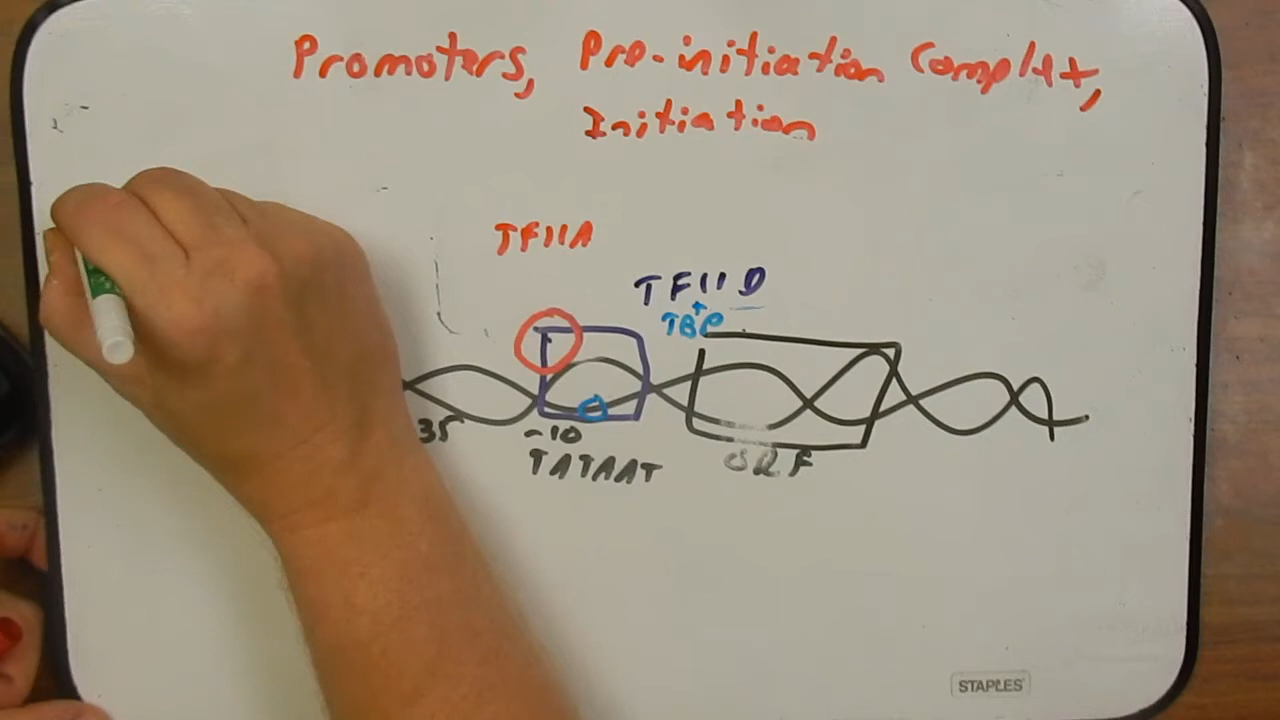 Promoters, Pre-initiation Complex,
Initiation
TFIIA
TFIID
TBP
35
-10
TATAAT
ORF
STAPLES